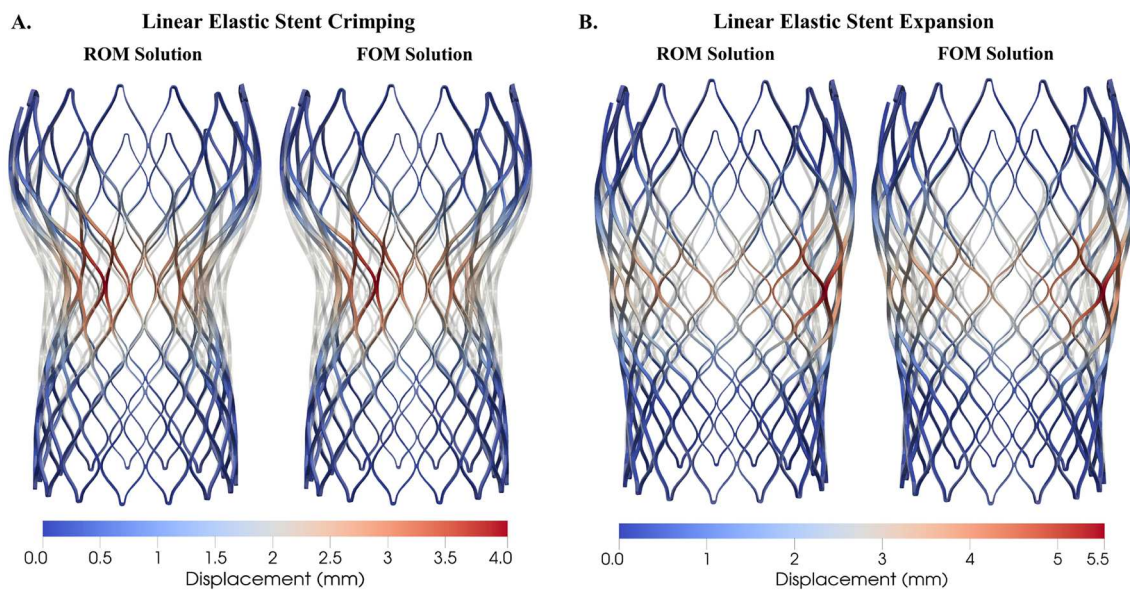 A. Linear Elastic Stent Crimping
ROM Solution FOM Solution
0.0 0.5 1 1.5 2 2.5 3 3.5 4.0
Displacement (mm)
B. Linear Elastic Stent Expansion
ROM Solution FOM Solution
0.0 1 2 3 4 5 5.5
Displacement (mm)